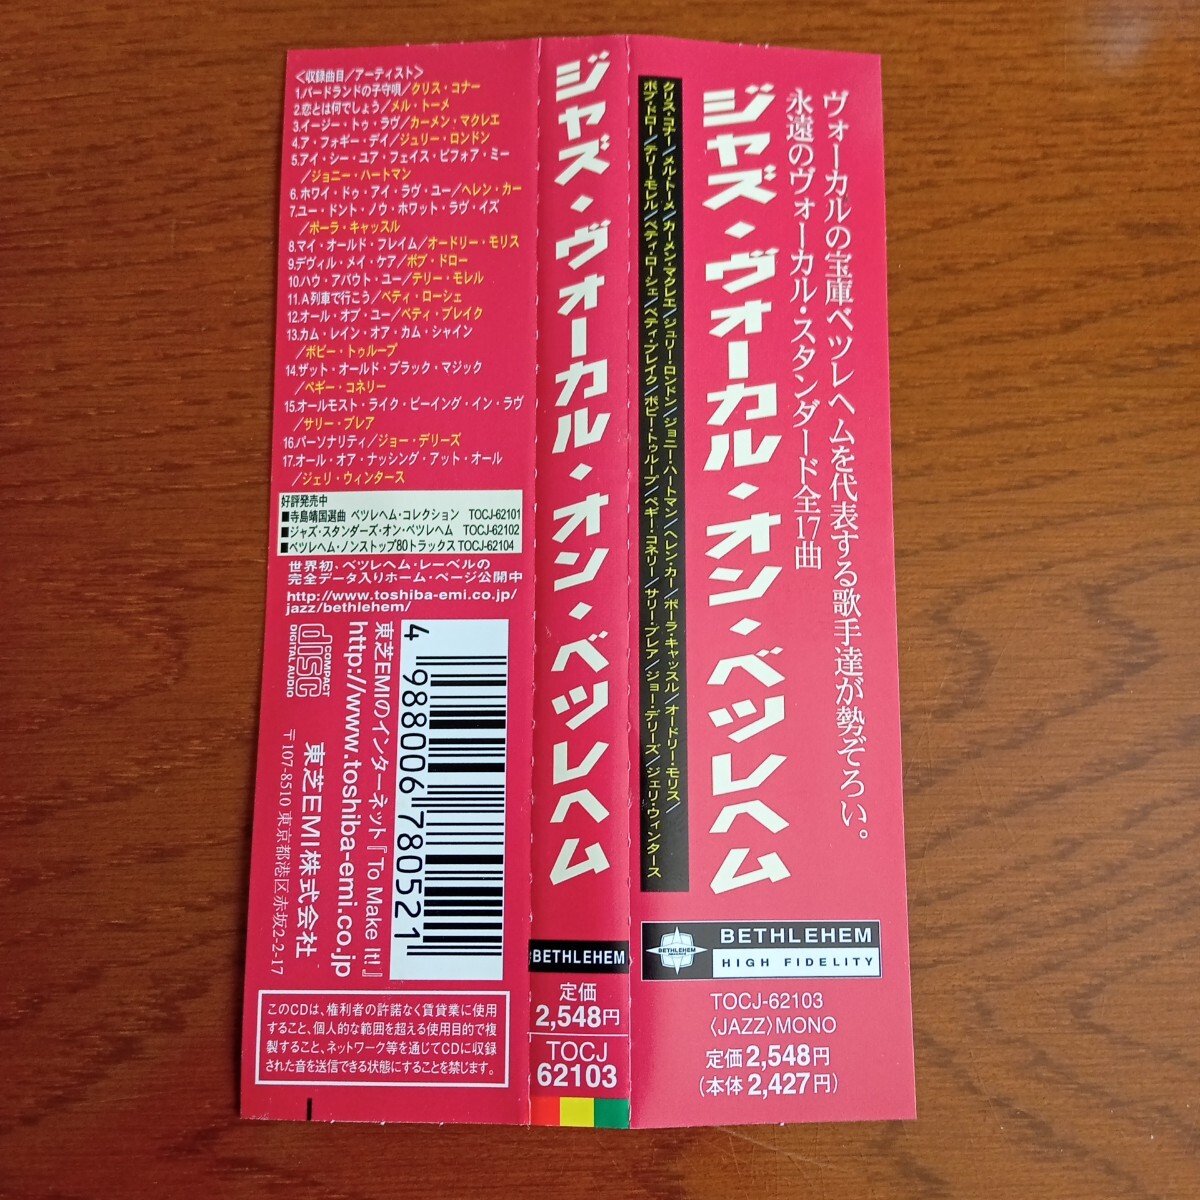 ヴォーカルの宝庫ベツレヘムを代表する歌手達が勢ぞろい。
永遠のヴォーカル・スタンダード全17曲
ジャズ・ヴォーカル・オン・ベツレヘム
クリス・コナー/メル・トーメ/カーメン・マクレエ/ジュリー・ロンドン/ジョニー・ハートマン/ヘレン・カー/ポーラ・キャッスル/オードリー・モリス/
ボブ・ドロー/テリー・モレル/ベティ・ローシェ/ベティ・ブレイク/ボビー・トゥループ/ペギー・コネリー/サリー・ブレア/ジョー・デリーズ/ジェリ・ウィンタース
BETHLEHEM
BETHLEHEM
HIGH FIDELITY
TOCJ-62103
〈JAZZ〉MONO
定価2,548円
(本体 2,427円)
ジャズ・ヴォーカル・オン・ベツレヘム
BETHLEHEM
定価
2,548円
TOCJ
62103
<収録曲目/アーティスト>
1.バードランドの子守唄/クリス・コナー
2.恋とは何でしょう/メル・トーメ
3.イージー・トゥ・ラヴ/カーメン・マクレエ
4.ア・フォギー・デイ/ジュリー・ロンドン
5.アイ・シー・ユア・フェイス・ビフォア・ミー
/ジョニー・ハートマン
6.ホワイ・ドゥ・アイ・ラヴ・ユー/ヘレン・カー
7.ユー・ドント・ノウ・ホワット・ラヴ・イズ
/ポーラ・キャッスル
8.マイ・オールド・フレイム/オードリー・モリス
9.デヴィル・メイ・ケア/ボブ・ドロー
10.ハウ・アバウト・ユー/テリー・モレル
11.A列車で行こう/ベティ・ローシェ
12.オール・オブ・ユー/ベティ・ブレイク
13.カム・レイン・オア・カム・シャイン
/ボビー・トゥループ
14.ザット・オールド・ブラック・マジック
/ペギー・コネリー
15.オールモスト・ライク・ビーイング・イン・ラヴ
/サリー・ブレア
16.パーソナリティ/ジョー・デリーズ
17.オール・オア・ナッシング・アット・オール
/ジェリ・ウィンタース
好評発売中
■寺島靖国選曲 ベツレヘム・コレクション TOCJ-62101
■ジャズ・スタンダーズ・オン・ベツレヘム TOCJ-62102
■ベツレヘム・ノンストップ'80トラックス TOCJ-62104
世界初、ベツレヘム・レーベルの
完全データ入りホーム・ページ公開中
http://www.toshiba-emi.co.jp/
jazz/bethlehem/
4 988006 780521
東芝EMIのインターネット『To Make It!』
http://www.toshiba-emi.co.jp
COMPACT
disc
DIGITAL AUDIO
東芝EMI株式会社
〒107-8510 東京都港区赤坂2-2-17
このCDは、権利者の許諾なく賃貸業に使用
すること、個人的な範囲を超える使用目的で複
製すること、ネットワーク等を通じてCDに収録
された音を送信できる状態にすることを禁じます。